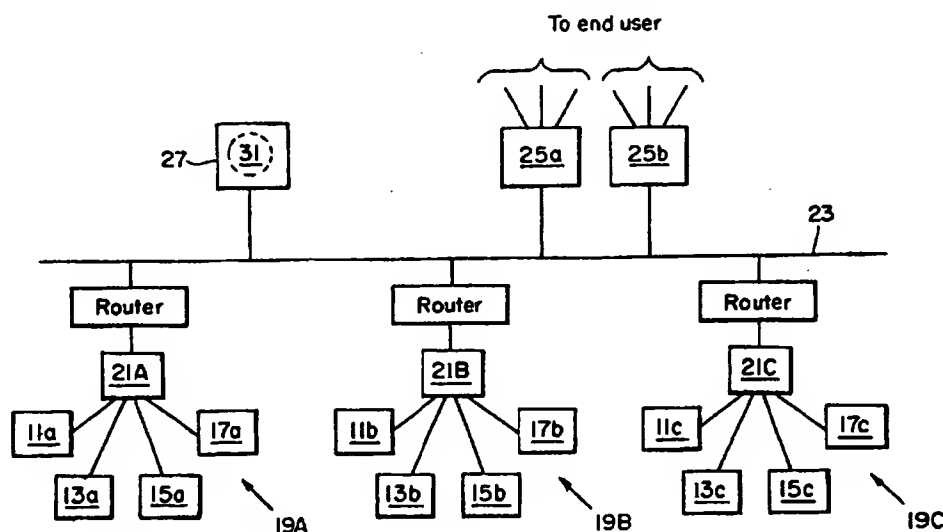 To end user
27
31
25a
25b
23
Router
Router
Router
21A
21B
21C
11a
17a
11b
17b
11c
17c
13a
15a
13b
15b
13c
15c
19A
19B
19C